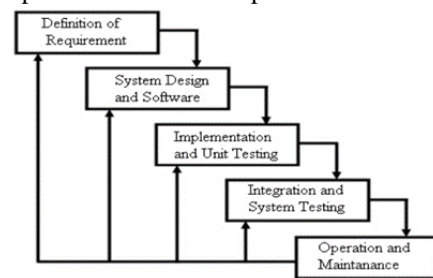 Definition of
Requirement
System Design
and Software
Implementation
and Unit Testing
Integration and
System Testing
Operation and
Maintanance